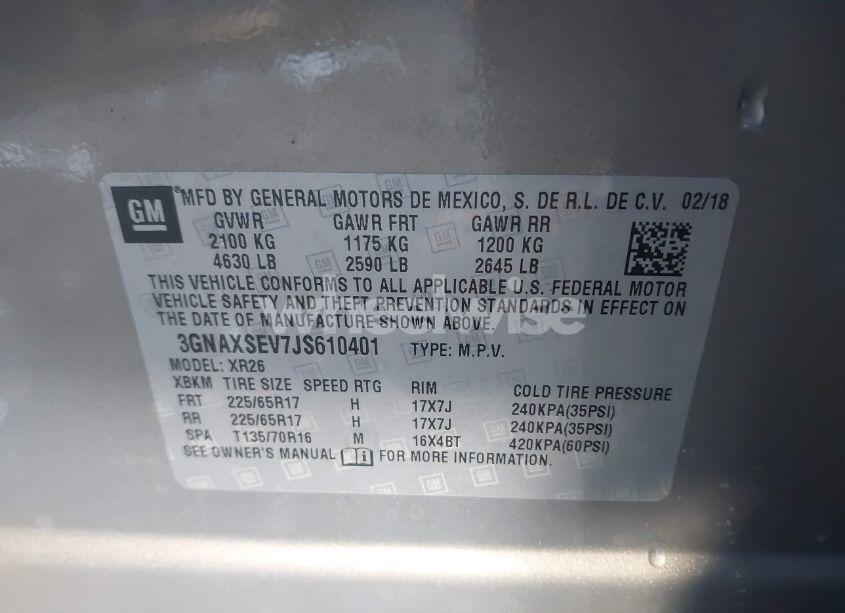 GM ®MFD BY GENERAL MOTORS DE MEXICO, S. DE R.L. DE C.V. 02/18
GVWR GAWR FRT GAWR RR
2100 KG 1175 KG 1200 KG
4630 LB 2590 LB 2645 LB
THIS VEHICLE CONFORMS TO ALL APPLICABLE U.S. FEDERAL MOTOR
VEHICLE SAFETY AND THEFT PREVENTION STANDARDS IN EFFECT ON
THE DATE OF MANUFACTURE SHOWN ABOVE.
3GNAXSEV7JS610401 TYPE: M.P.V.
MODEL: XR26
XBKM TIRE SIZE SPEED RTG RIM COLD TIRE PRESSURE
FRT 225/65R17 H 17X7J 240KPA(35PSI)
RR 225/65R17 H 17X7J 240KPA(35PSI)
SPA T135/70R16 M 16X4BT 420KPA(60PSI)
SEE OWNER'S MANUAL i FOR MORE INFORMATION.